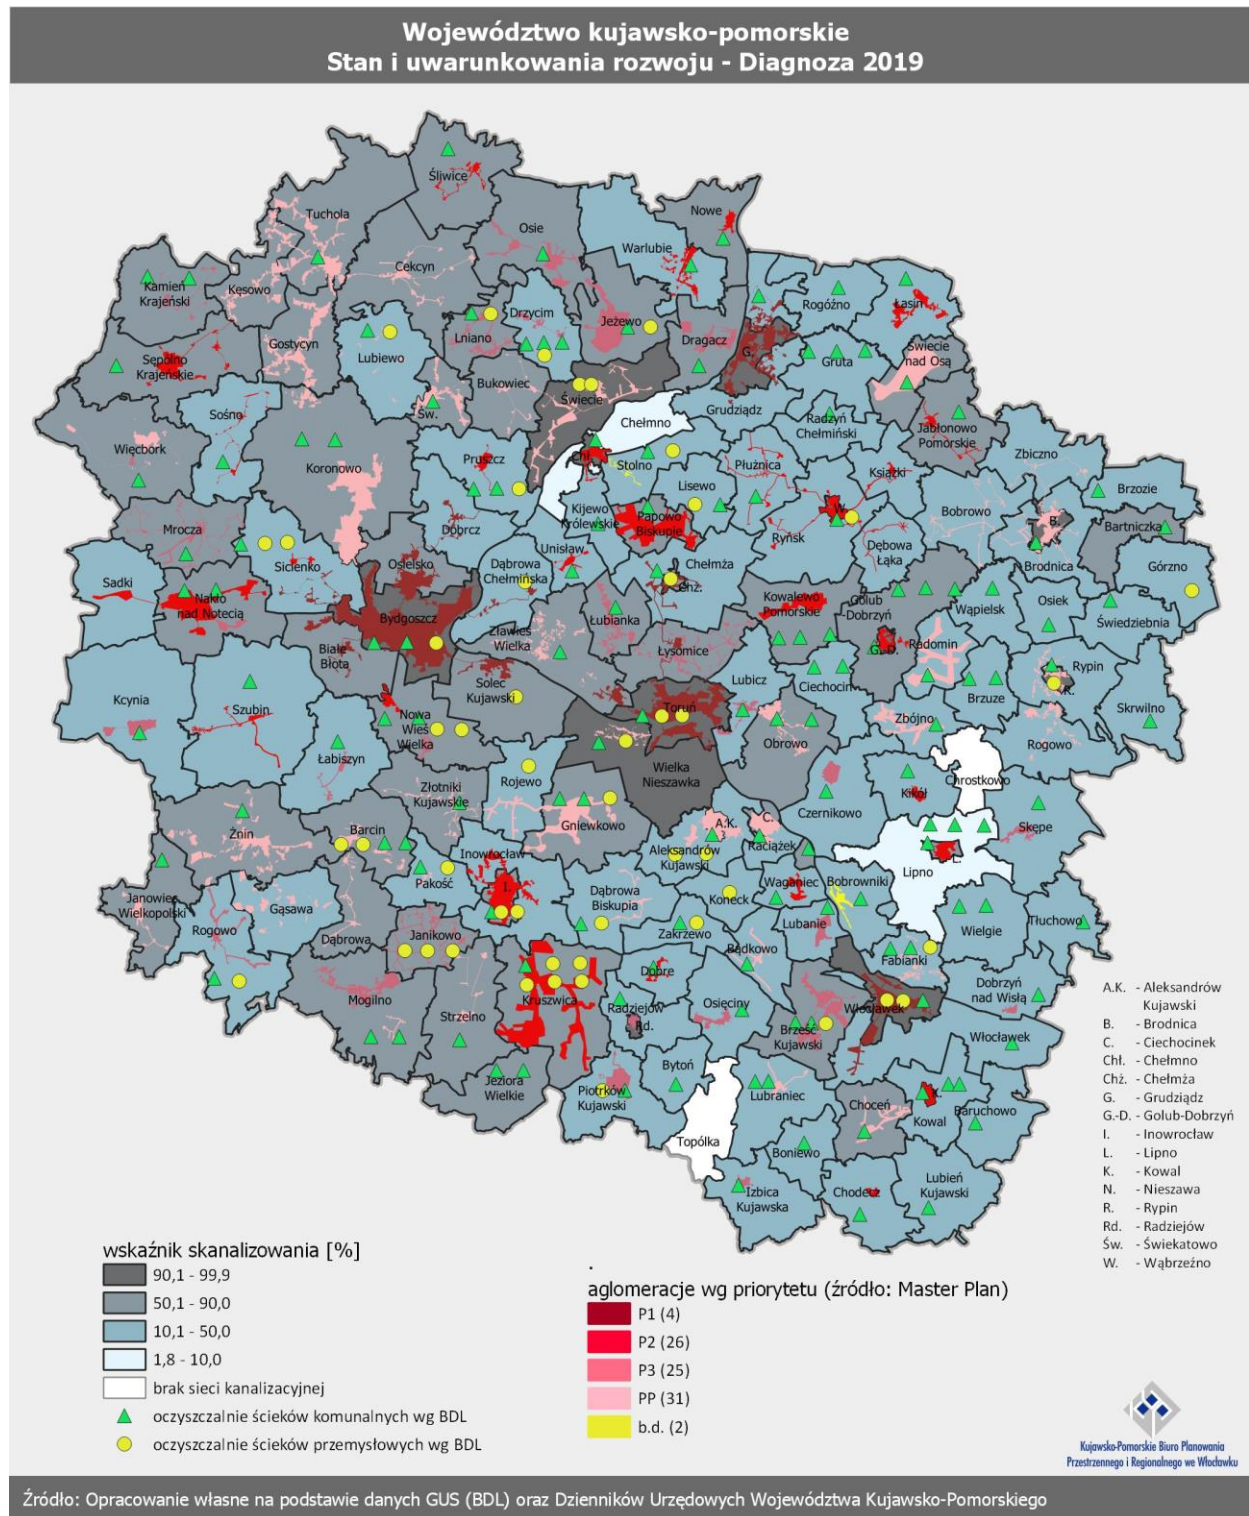 Województwo kujawsko-pomorskie
Stan i uwarunkowania rozwoju - Diagnoza 2019
Śliwice
Tuchola
Nowe
Osie
Warlubie
Cekcyn
Kamień
Krajeński
Kęsowo
Rogóźno
Łasin
Drzycim
Jeżewo
Lniano
Gostycyn
Lubiewo
Dragacz
G.
Gruta
Świecie
nad Osą
Sępólno
Krajeńskie
Bukowiec
Świecie
Sośno
Św.
Chełmno
Grudziądz
Radzyń
Chełmiński
Jabłonowo
Pomorskie
Więcbork
Koronowo
Pruszcz
Chł.
Stolno
Płużnica
Książki
Zbiczno
Lisewo
Brzozie
Kijewo
Królewskie
Papowo
Biskupie
W.
Bobrowo
B.
Bartniczka
Mrocza
Dobrcz
Unisław
Ryńsk
Dębowa
Łąka
Sicienko
Osielsko
Dąbrowa
Chełmińska
Chełmża
Chż.
Brodnica
Górzno
Sadki
Nakło
nad Notecią
Kowalewo
Pomorskie
Golub
-Dobrzyń
Wąpielsk
Osiek
Świedziebnia
Bydgoszcz
Łubianka
Białe
Błota
Zławieś
Wielka
Łysomice
G.-D.
Radomin
Rypin
Solec
Kujawski
Lubicz
Ciechocin
Brzuze
R.
Kcynia
Szubin
Toruń
Skrwilno
Nowa
Wieś
Wielka
Obrowo
Zbójno
Rogowo
Łabiszyn
Rojewo
Wielka
Nieszawka
Chrostkowo
Złotniki
Kujawskie
Kikół
Czernikowo
Żnin
Barcin
Gniewkowo
A.K.
C.
Skępe
Inowrocław
Aleksandrów
Kujawski
Raciążek
L.
Lipno
Pakość
I.
Dąbrowa
Biskupia
Koneck
Waganiec
Bobrowniki
Janowiec
Wielkopolski
Gąsawa
Rogowo
Lubanie
Wielgie
Tłuchowo
Dąbrowa
Janikowo
Zakrzewo
Bądkowo
Fabianki
Dobre
Dobrzyń
nad Wisłą
Mogilno
Kruszwica
Radziejów
Rd.
Osięciny
Włocławek
Strzelno
Brześć
Kujawski
Włocławek
Jeziora
Wielkie
Bytoń
Piotrków
Kujawski
Lubraniec
Choceń
K.
Baruchowo
Kowal
Topólka
Boniewo
Izbica
Kujawska
Chodecz
Lubień
Kujawski
A.K. - Aleksandrów
Kujawski
B. - Brodnica
C. - Ciechocinek
Chł. - Chełmno
Chż. - Chełmża
G. - Grudziądz
G.-D. - Golub-Dobrzyń
I. - Inowrocław
L. - Lipno
K. - Kowal
N. - Nieszawa
R. - Rypin
Rd. - Radziejów
Św. - Świekatowo
W. - Wąbrzeźno
wskaźnik skanalizowania [%]
90,1 - 99,9
50,1 - 90,0
10,1 - 50,0
1,8 - 10,0
brak sieci kanalizacyjnej
oczyszczalnie ścieków komunalnych wg BDL
oczyszczalnie ścieków przemysłowych wg BDL
aglomeracje wg priorytetu (źródło: Master Plan)
P1 (4)
P2 (26)
P3 (25)
PP (31)
b.d. (2)
Kujawsko-Pomorskie Biuro Planowania
Przestrzennego i Regionalnego we Włocławku
Źródło: Opracowanie własne na podstawie danych GUS (BDL) oraz Dzienników Urzędowych Województwa Kujawsko-Pomorskiego